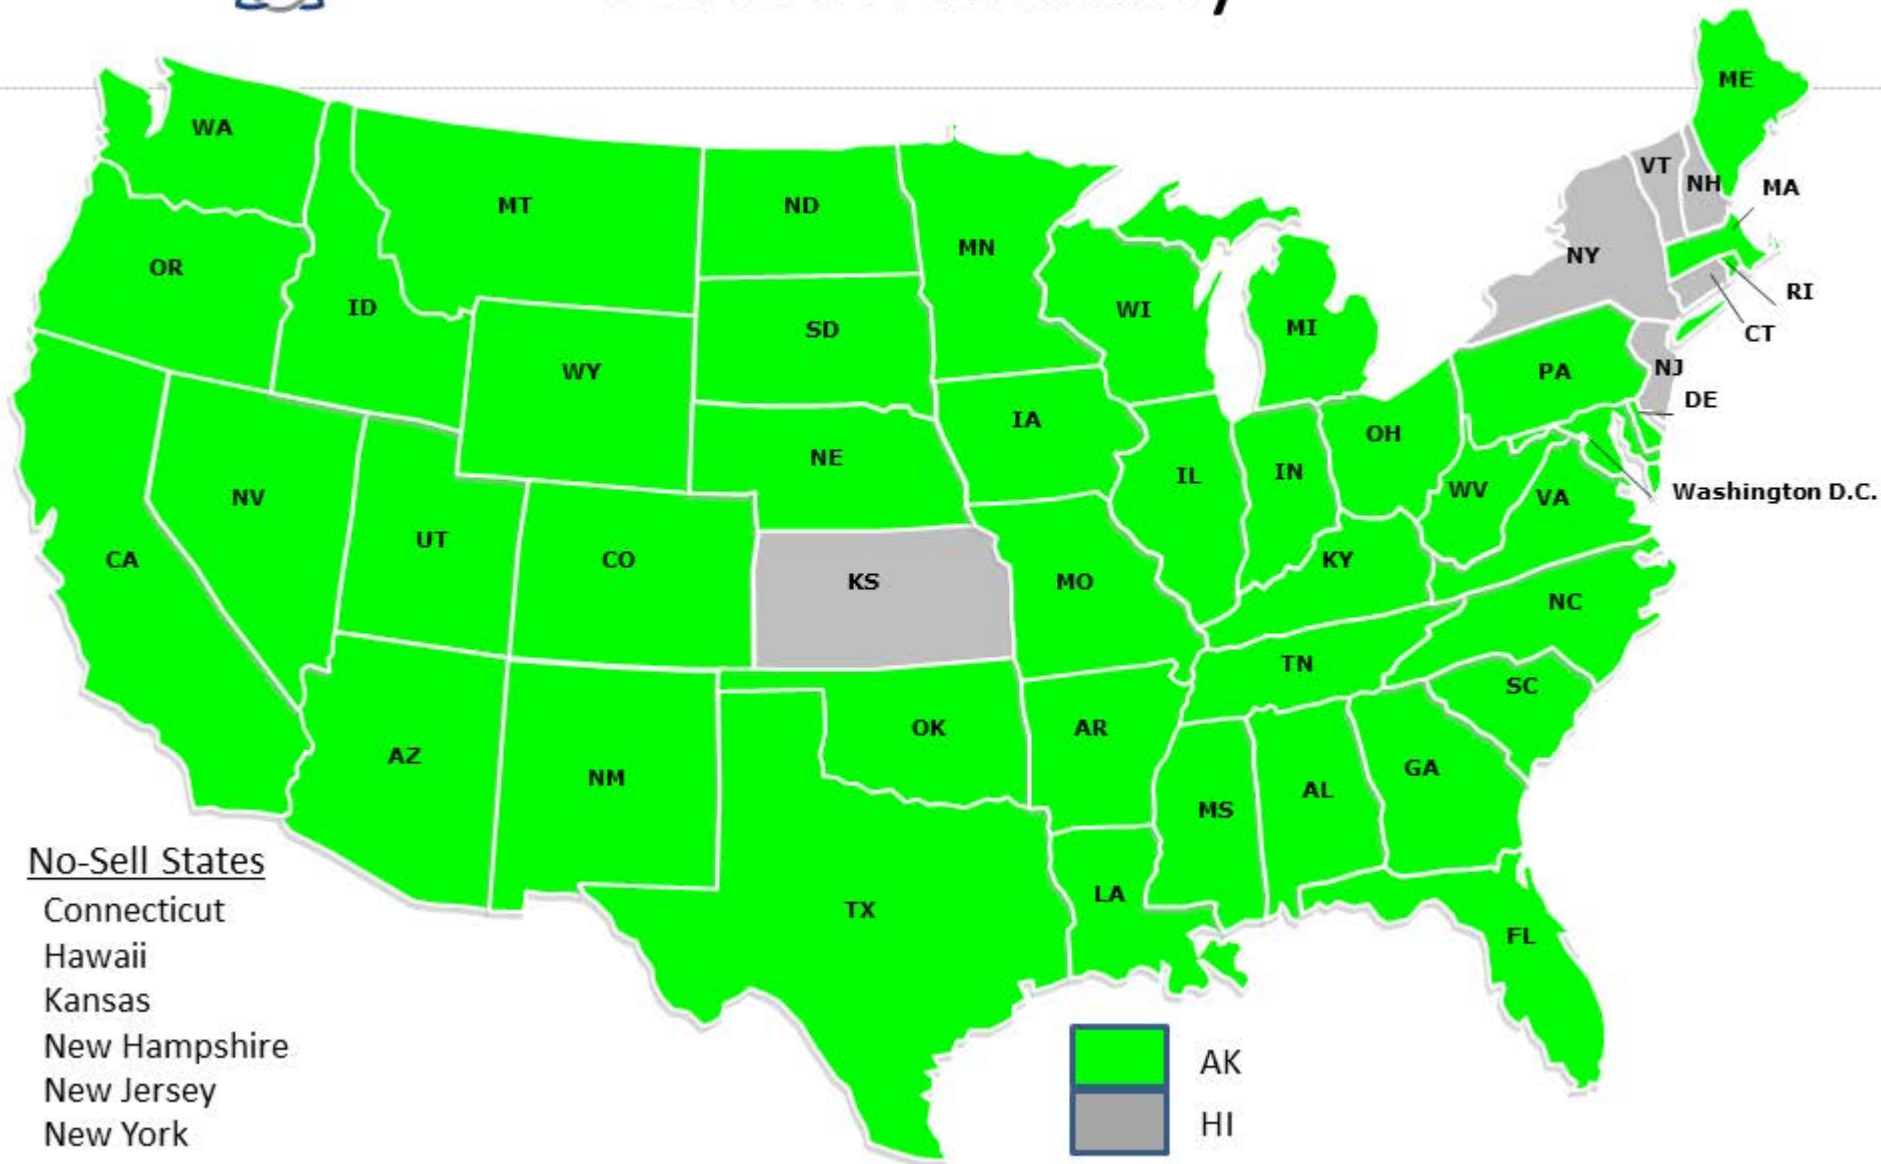 ME
WA
VT
NH
MA
MT
ND
MN
NY
OR
RI
ID
WI
MI
CT
SD
WY
PA
NJ
DE
IA
OH
NE
IL
IN
WV
VA
Washington D.C.
NV
UT
CO
CA
KS
MO
KY
NC
TN
SC
AZ
NM
OK
AR
GA
MS
AL
No-Sell States
Connecticut
Hawaii
Kansas
New Hampshire
New Jersey
New York
TX
LA
FL
AK
HI